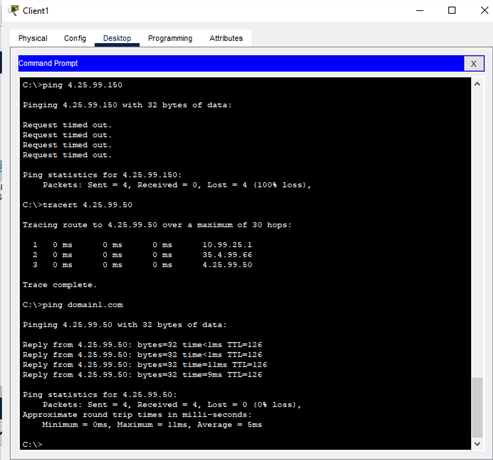 Client1
Physical Config Desktop Programming Attributes
Command Prompt X
C:\>ping 4.25.99.150
Pinging 4.25.99.150 with 32 bytes of data:
Request timed out.
Request timed out.
Request timed out.
Request timed out.
Ping statistics for 4.25.99.150:
Packets: Sent = 4, Received = 0, Lost = 4 (100% loss),
C:\>tracert 4.25.99.50
Tracing route to 4.25.99.50 over a maximum of 30 hops:
1 0 ms 0 ms 0 ms 10.99.25.1
2 0 ms 0 ms 0 ms 35.4.99.66
3 0 ms 0 ms 0 ms 4.25.99.50
Trace complete.
C:\>ping domain1.com
Pinging 4.25.99.50 with 32 bytes of data:
Reply from 4.25.99.50: bytes=32 time<1ms TTL=126
Reply from 4.25.99.50: bytes=32 time<1ms TTL=126
Reply from 4.25.99.50: bytes=32 time=11ms TTL=126
Reply from 4.25.99.50: bytes=32 time=9ms TTL=126
Ping statistics for 4.25.99.50:
Packets: Sent = 4, Received = 4, Lost = 0 (0% loss),
Approximate round trip times in milli-seconds:
Minimum = 0ms, Maximum = 11ms, Average = 5ms
C:\>